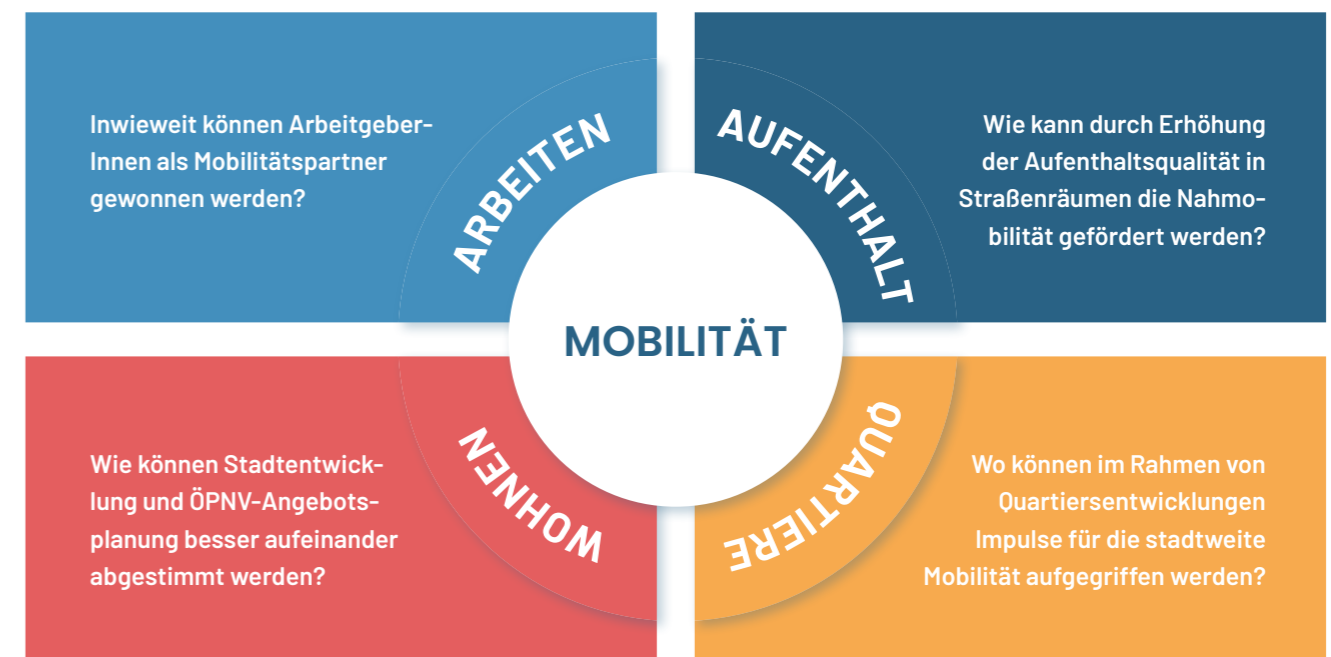 Inwieweit können Arbeitgeber-
Innen als Mobilitätspartner
gewonnen werden?
ARBEITEN
AUFENTHALT
Wie kann durch Erhöhung
der Aufenthaltsqualität in
Straßenräumen die Nahmo-
bilität gefördert werden?
MOBILITÄT
Wie können Stadtentwick-
lung und ÖPNV-Angebots-
planung besser aufeinander
abgestimmt werden?
WOHNEN
QUARTIERE
Wo können im Rahmen von
Quartiersentwicklungen
Impulse für die stadtweite
Mobilität aufgegriffen werden?